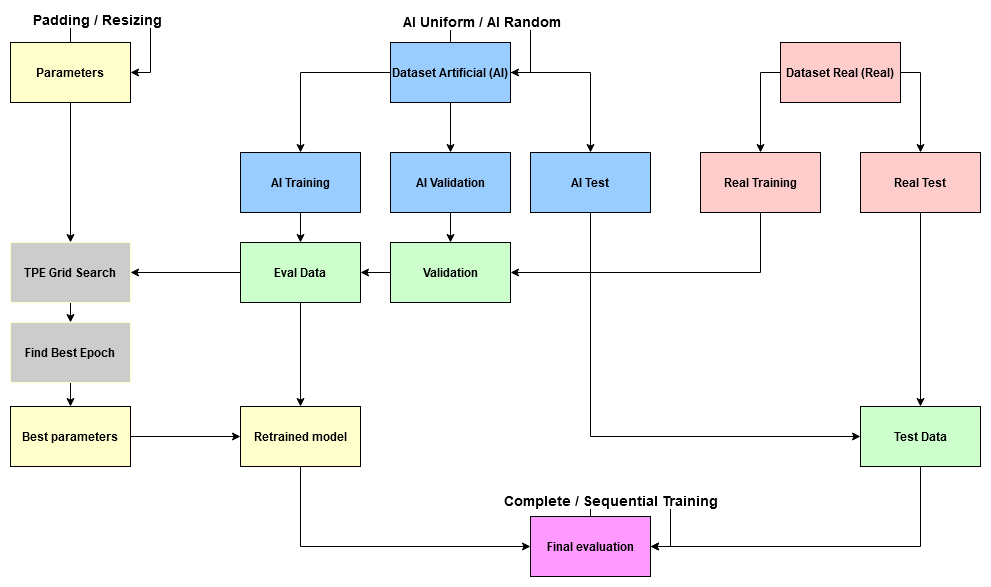 Padding / Resizing
AI Uniform / AI Random
Parameters
Dataset Artificial (AI)
Dataset Real (Real)
AI Training
AI Validation
AI Test
Real Training
Real Test
TPE Grid Search
Eval Data
Validation
Find Best Epoch
Best parameters
Retrained model
Test Data
Complete / Sequential Training
Final evaluation